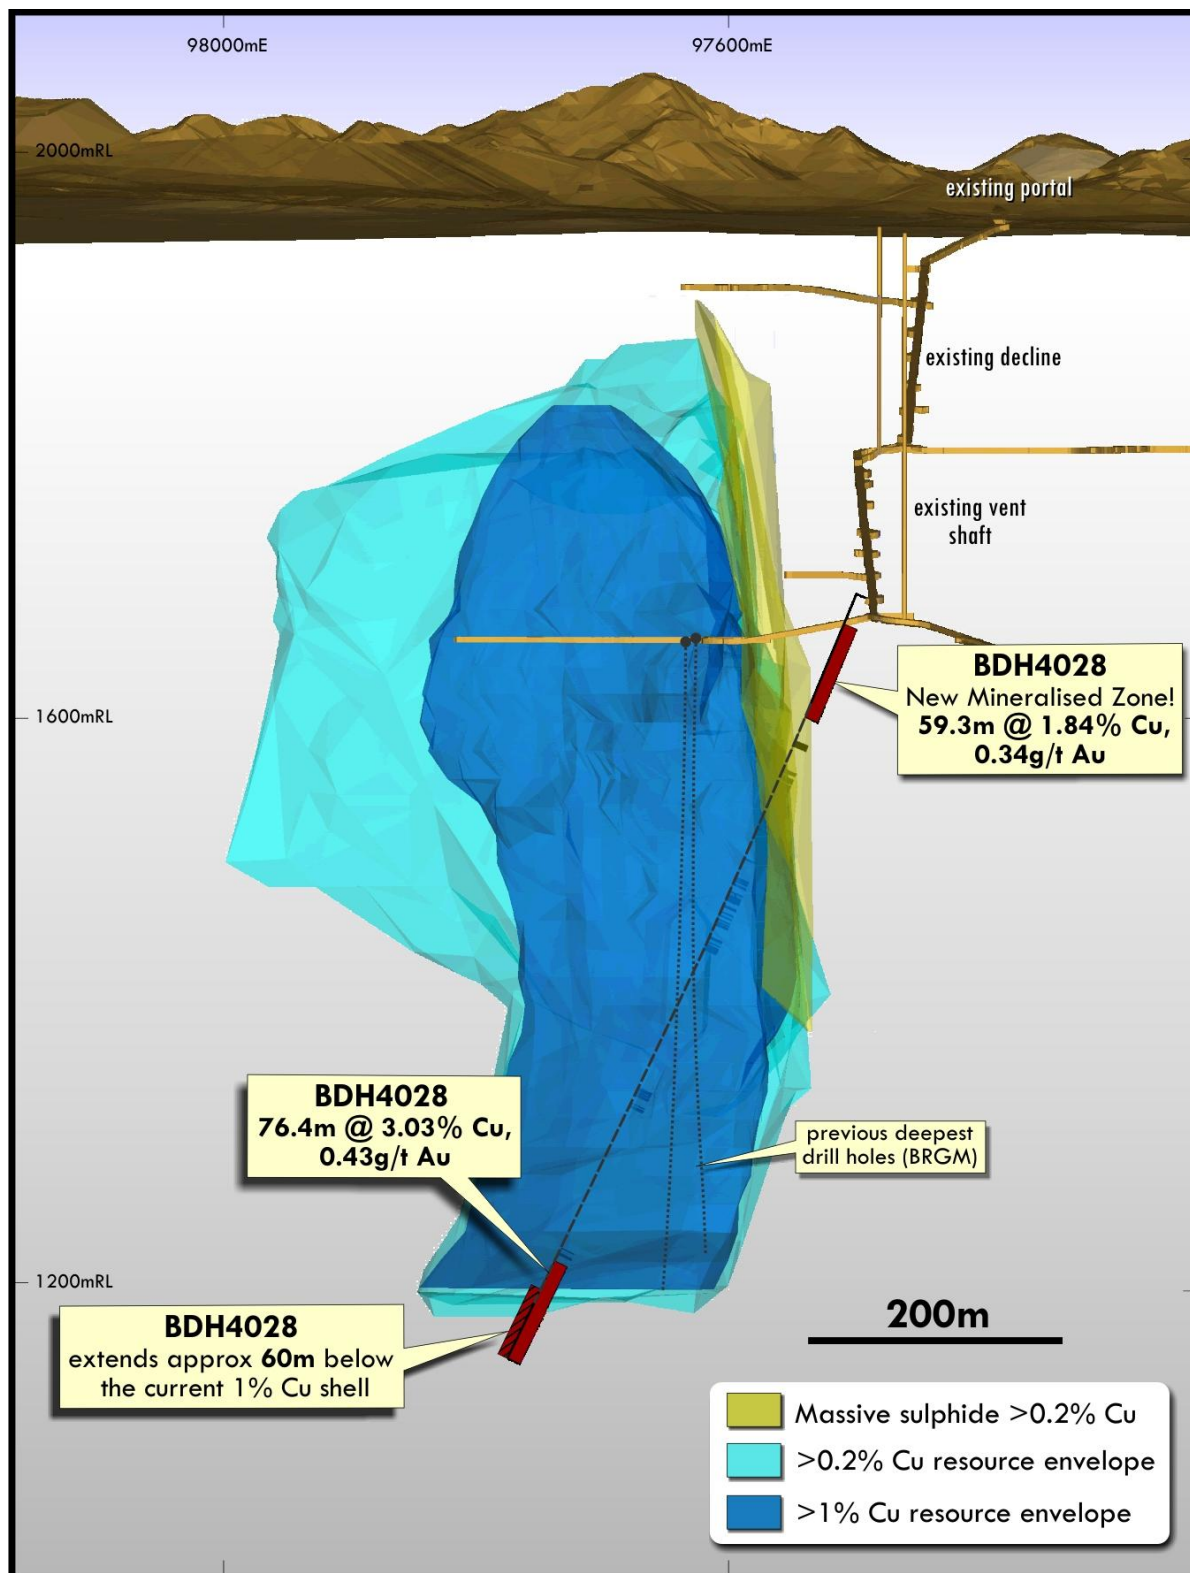 98000mE
97600mE
2000mRL
existing portal
existing decline
existing vent
shaft
BDH4028
New Mineralised Zone!
59.3m @ 1.84% Cu,
0.34g/t Au
1600mRL
BDH4028
76.4m @ 3.03% Cu,
0.43g/t Au
previous deepest
drill holes (BRGM)
1200mRL
BDH4028
extends approx 60m below
the current 1% Cu shell
200m
Massive sulphide >0.2% Cu
>0.2% Cu resource envelope
>1% Cu resource envelope